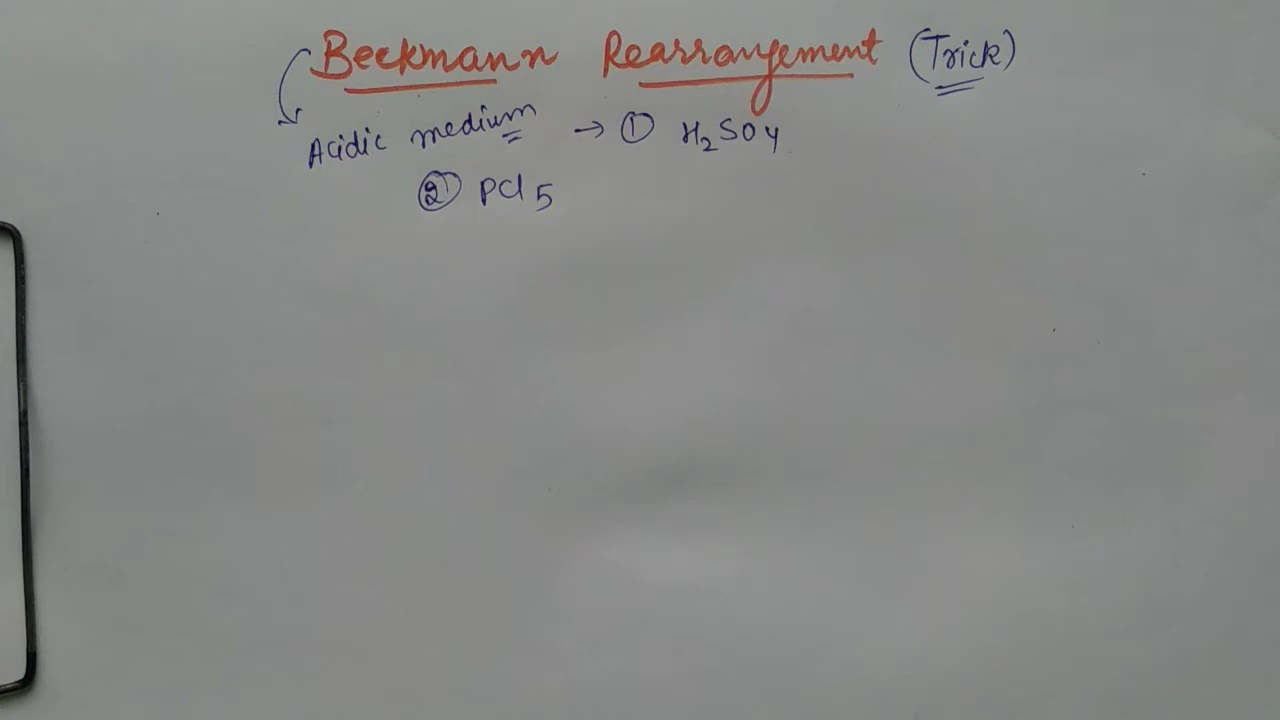 Beckmann Rearrangement (Trick)
Acidic medium → ① H₂SO₄
② PCl₅